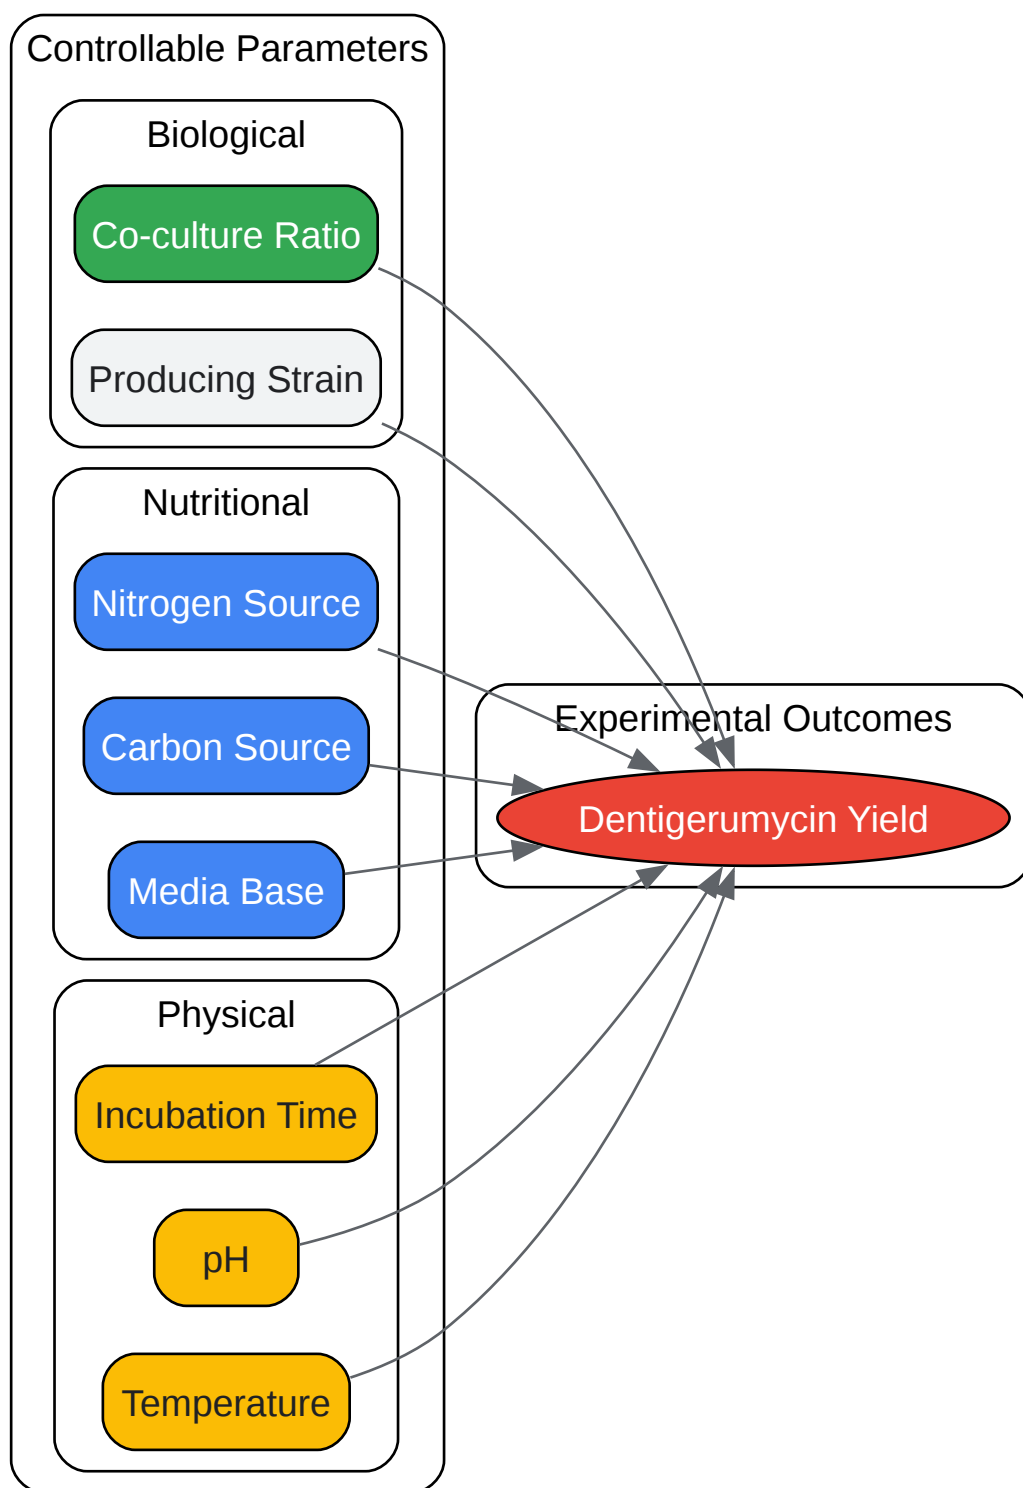 Controllable Parameters
Biological
Co-culture Ratio
Producing Strain
Nutritional
Nitrogen Source
Carbon Source
Media Base
Physical
Incubation Time
pH
Temperature
Experimental Outcomes
Dentigerumycin Yield